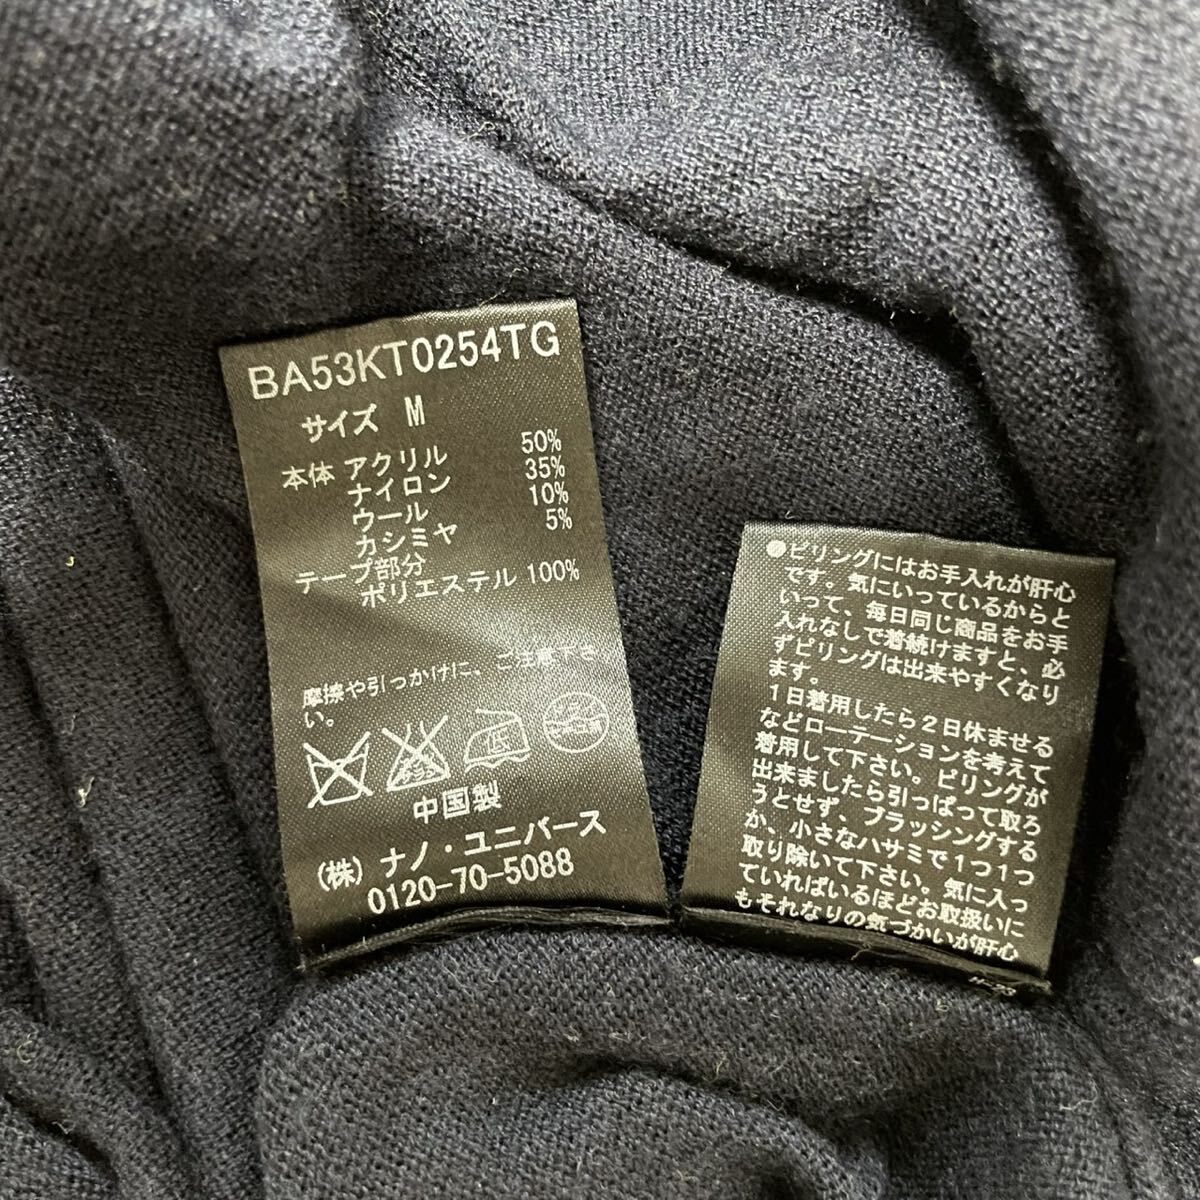 BA53KT0254TG
サイズ M
本体 アクリル 50%
ナイロン 35%
ウール 10%
カシミヤ 5%
テープ部分
ポリエステル 100%
摩擦や引っかけに、ご注意下さ
い。
中国製
(株) ナノ・ユニバース
0120-70-5088
●ピリングにはお手入れが肝心
です。気にいっているからと
いって、毎日同じ商品をお手
入れなしで着続けますと、必
ずピリングは出来やすくなり
ます。
1日着用したら2日休ませる
などローテーションを考えて
着用して下さい。ピリングが
出来ましたら引っぱって取ろ
うとせず、ブラッシングする
か、小さなハサミで1つ1つ
取り除いて下さい。気に入っ
ていればいるほどお取扱いに
もそれなりの気づかいが肝心
H-23